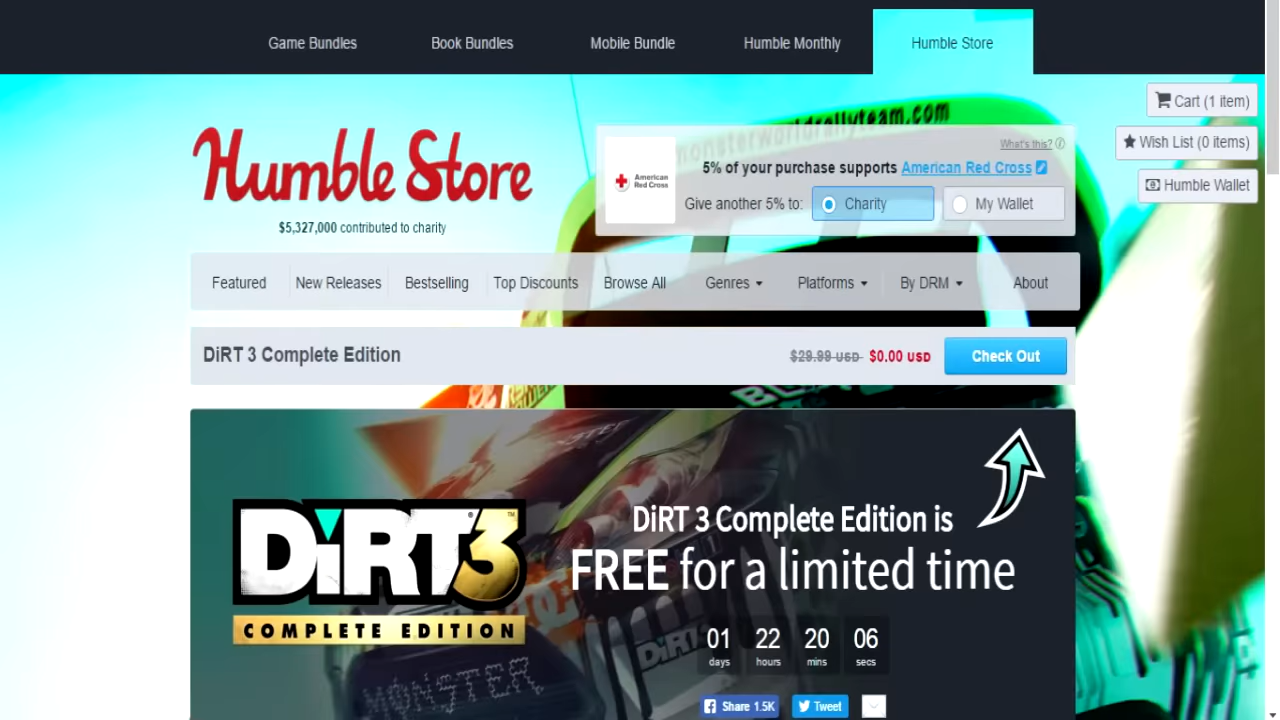 Game Bundles
Book Bundles
Mobile Bundle
Humble Monthly
Humble Store
Cart (1 item)
Wish List (0 items)
Humble Wallet
monsterworldrallyteam.com
Humble Store
$5,327,000 contributed to charity
American
Red Cross
What's this?
5% of your purchase supports American Red Cross
Give another 5% to:
Charity
My Wallet
Featured
New Releases
Bestselling
Top Discounts
Browse All
Genres
Platforms
By DRM
About
DiRT 3 Complete Edition
$29.99 USD
$0.00 USD
Check Out
DiRT 3 Complete Edition is
FREE for a limited time
DiRT3
COMPLETE EDITION
01 22 20 06
days hours mins secs
DiRT3
MONSTER
Share 1.5K
Tweet